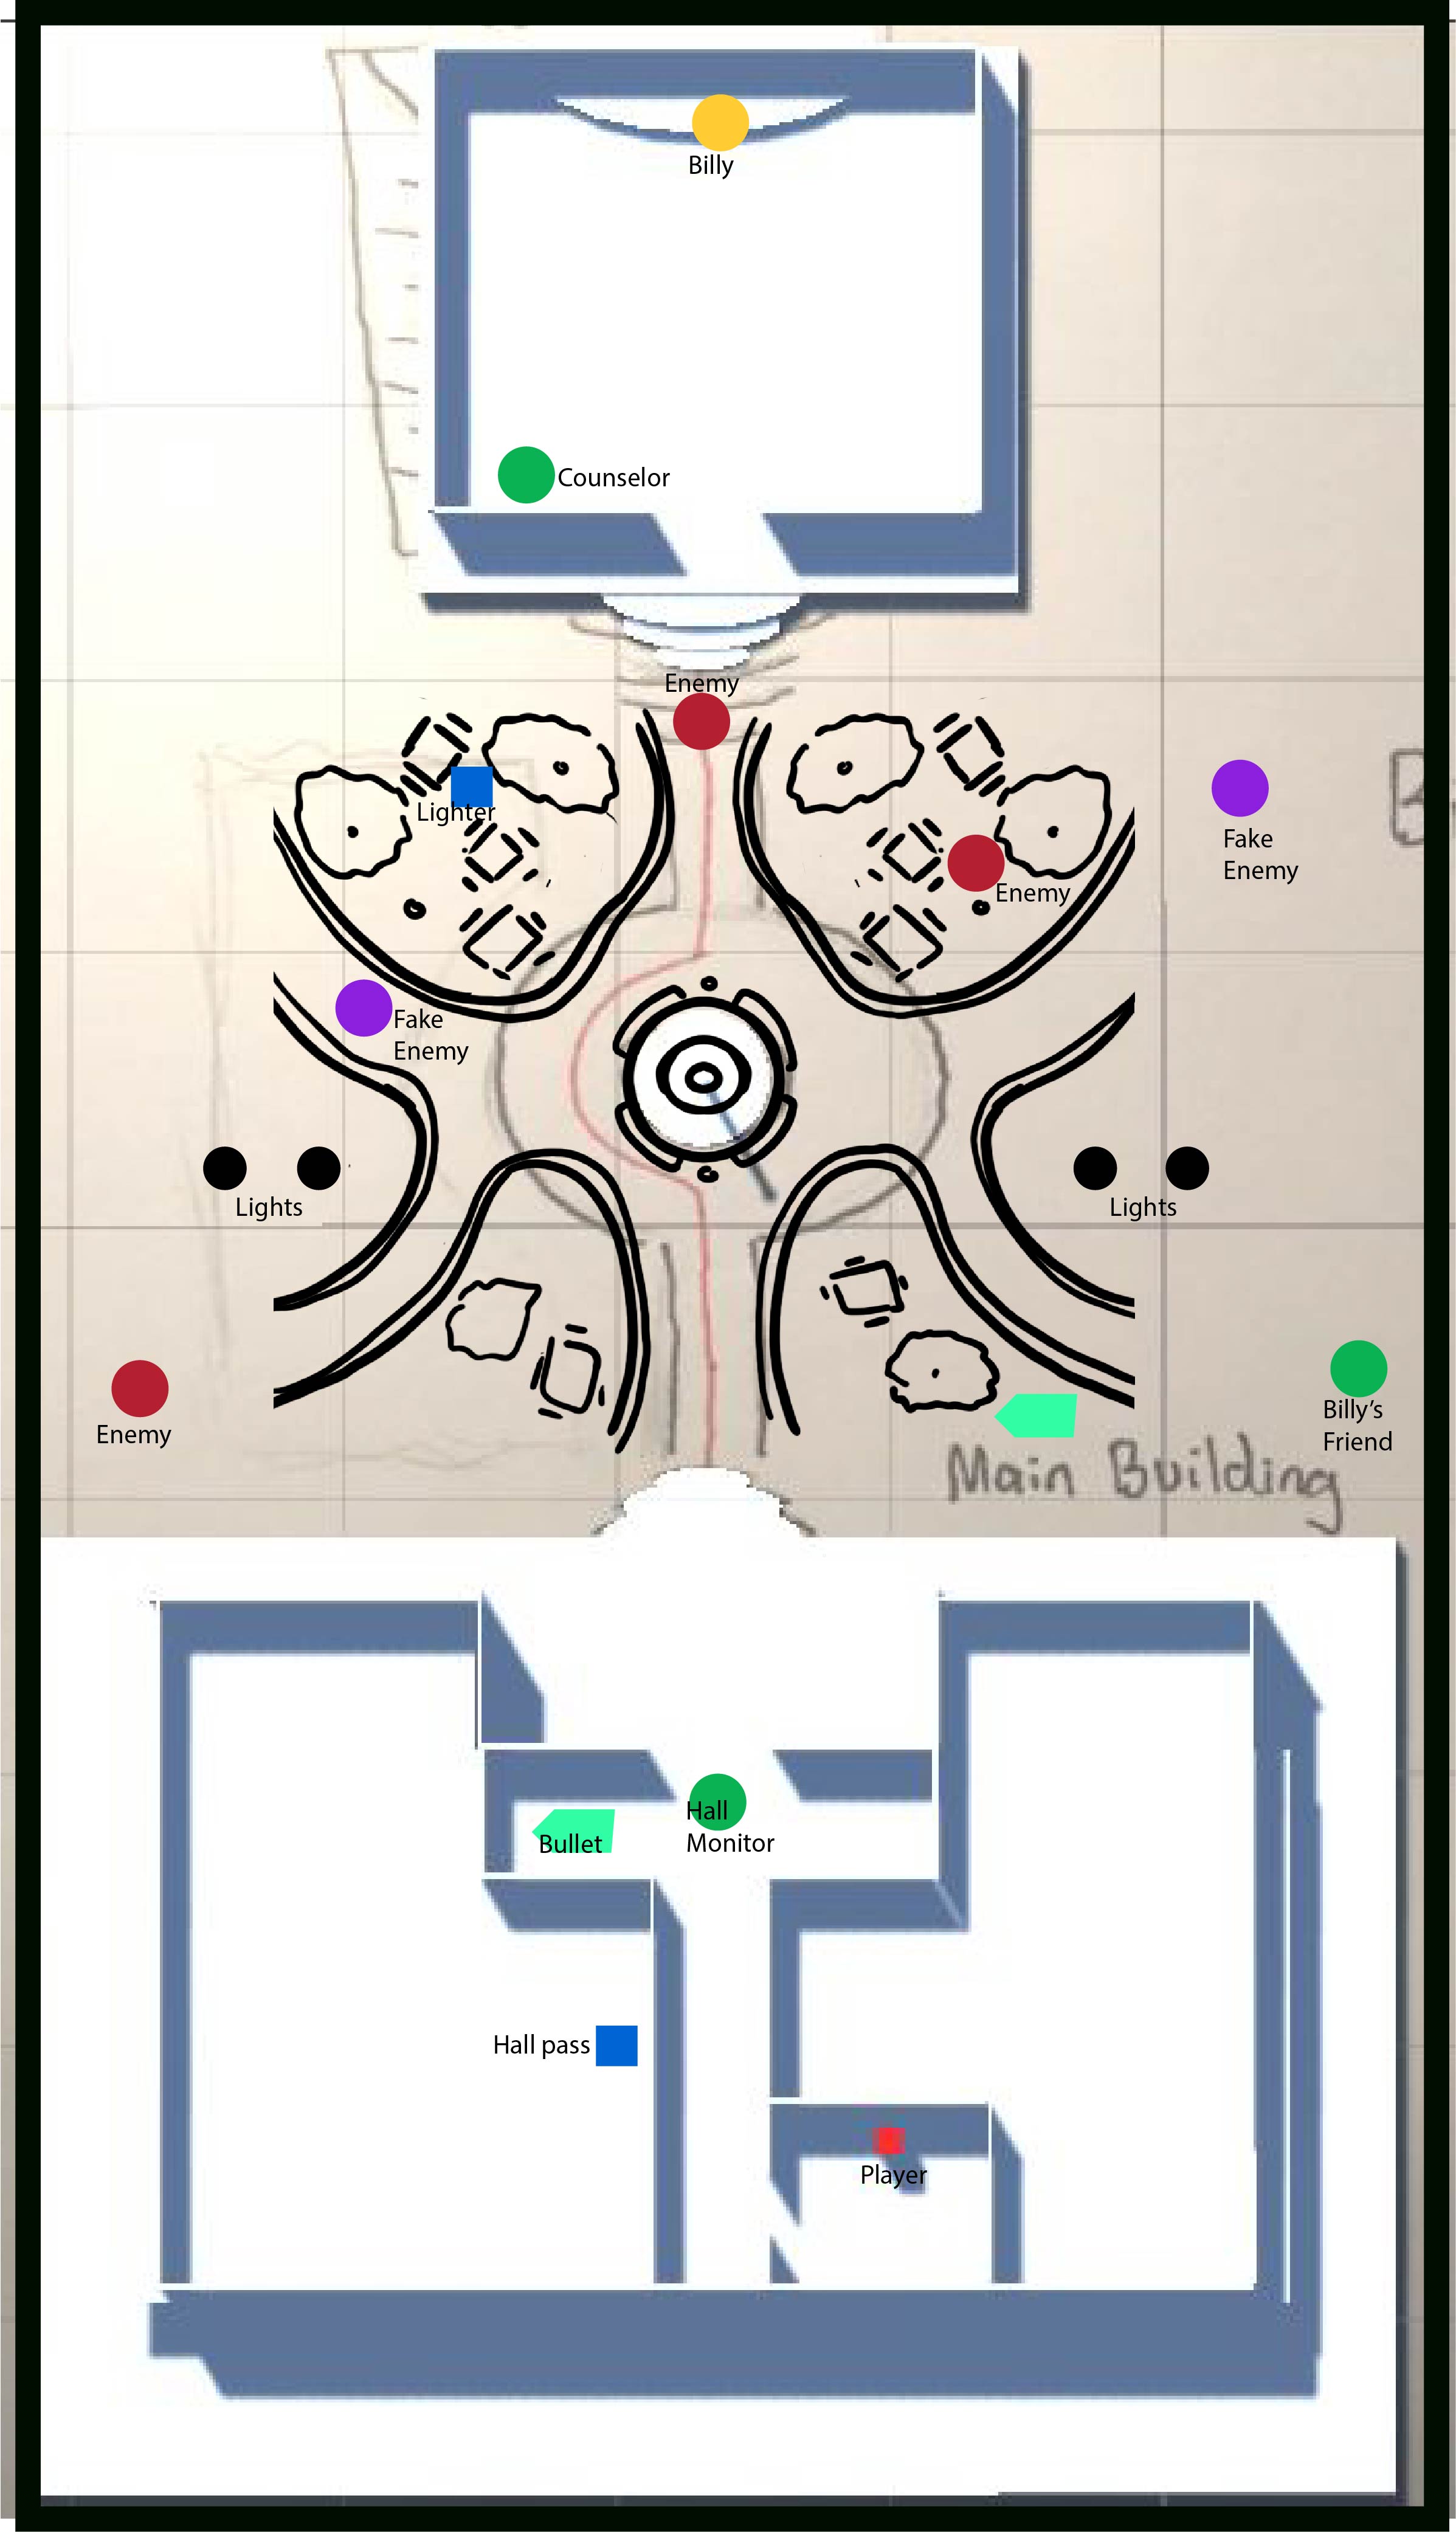 Billy
Counselor
Enemy
Lighter
Fake
Enemy
Enemy
Fake
Enemy
Lights
Lights
Enemy
Billy’s
Friend
Main Building
Hall
Monitor
Bullet
Hall pass
Player